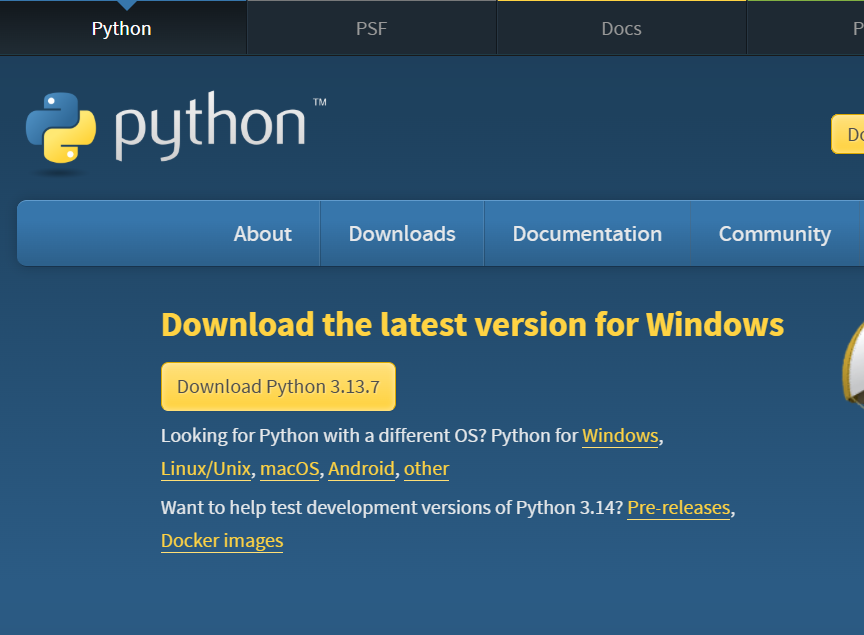 Python PSF Docs
python™
About Downloads Documentation Community
Download the latest version for Windows
Download Python 3.13.7
Looking for Python with a different OS? Python for Windows,
Linux/Unix, macOS, Android, other
Want to help test development versions of Python 3.14? Pre-releases,
Docker images